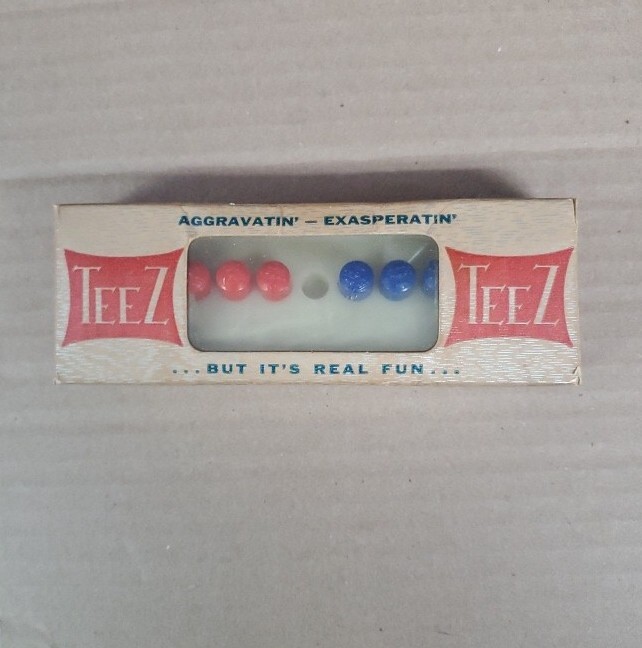 AGGRAVATIN' — EXASPERATIN'
TEEZ
TEEZ
...BUT IT'S REAL FUN...